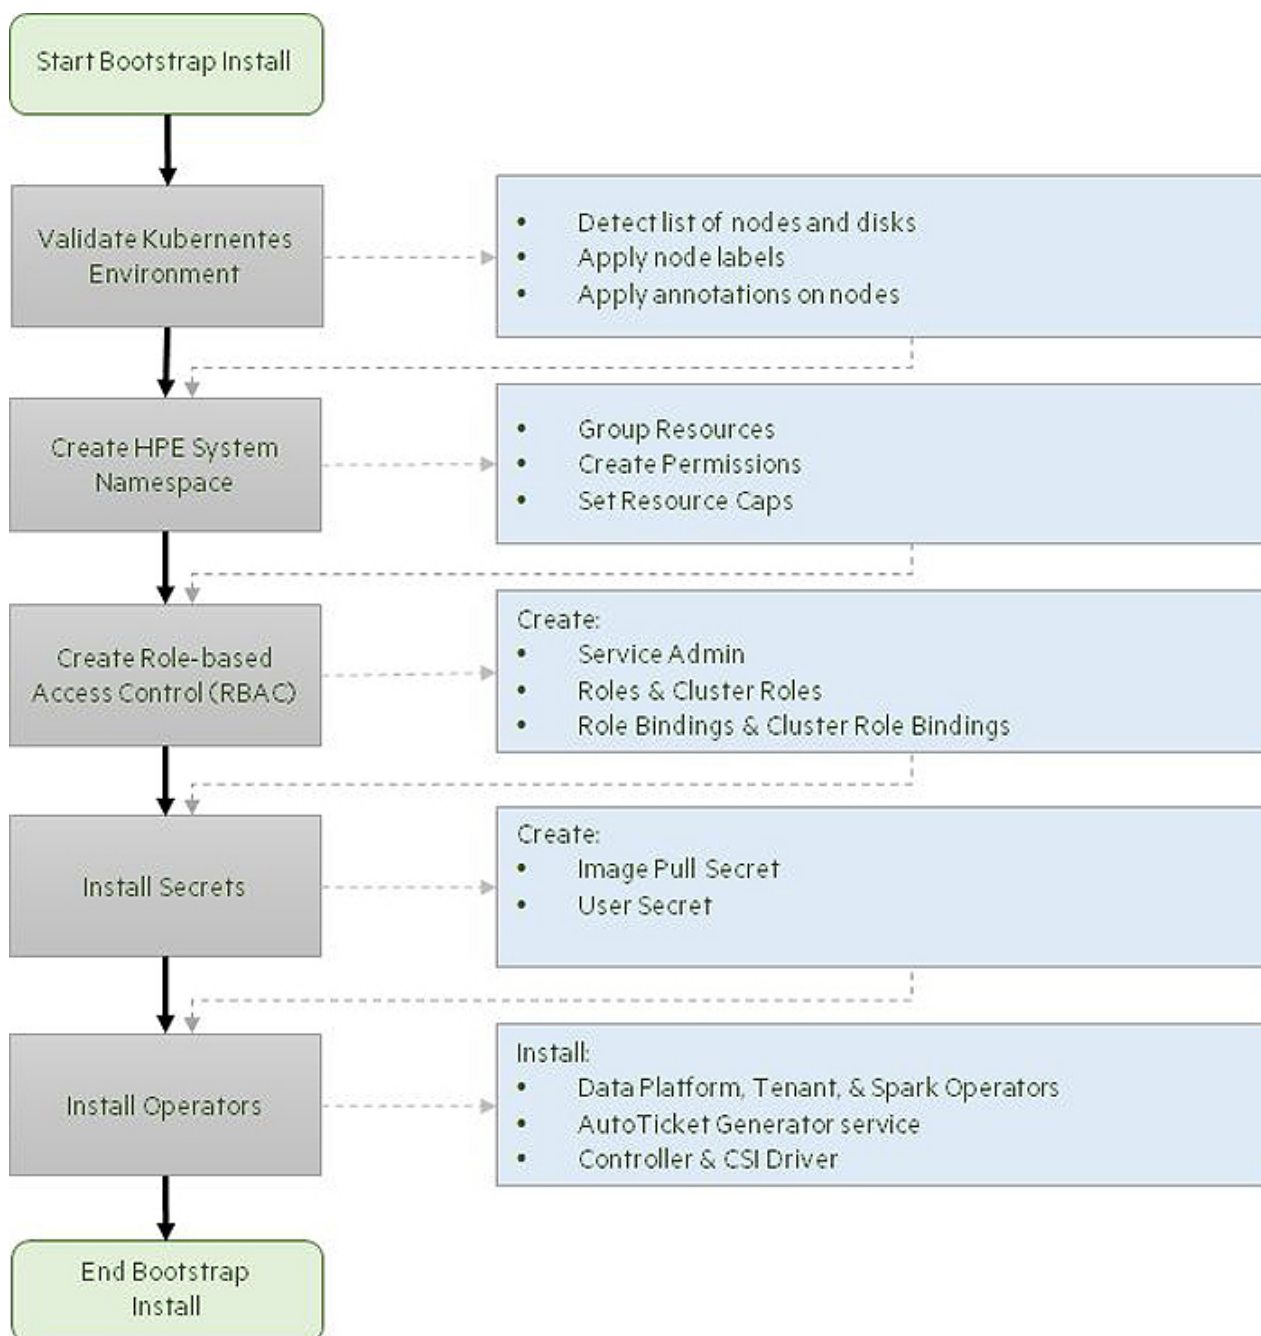 Start Bootstrap Install
Validate Kubernentes
Environment
• Detect list of nodes and disks
• Apply node labels
• Apply annotations on nodes
Create HPE System
Namespace
• Group Resources
• Create Permissions
• Set Resource Caps
Create Role-based
Access Control (RBAC)
Create:
• Service Admin
• Roles & Cluster Roles
• Role Bindings & Cluster Role Bindings
Install Secrets
Create:
• Image Pull Secret
• User Secret
Install Operators
Install:
• Data Platform, Tenant, & Spark Operators
• AutoTicket Generator service
• Controller & CSI Driver
End Bootstrap
Install